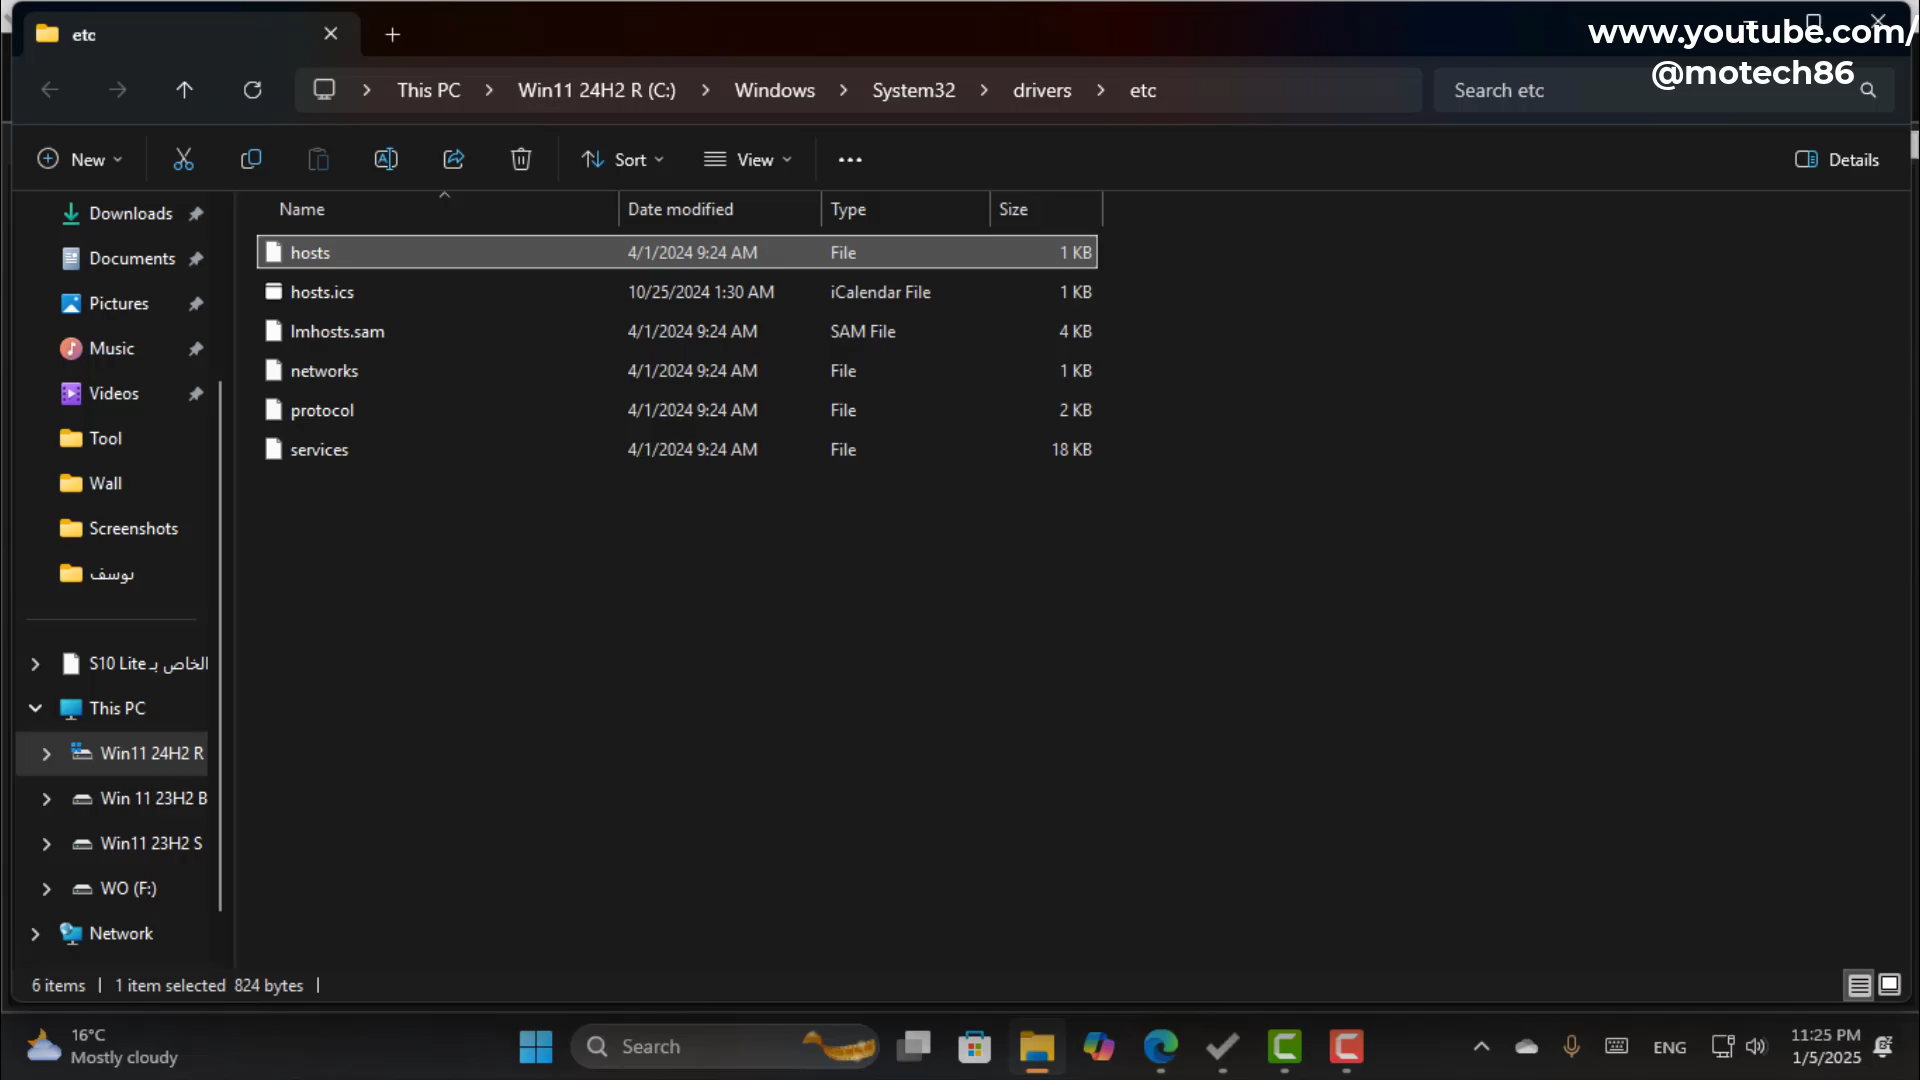 etc
www.youtube.com/
@motech86
This PC
Win11 24H2 R (C:)
Windows
System32
drivers
etc
Search etc
New
Sort
View
Details
Name
Date modified
Type
Size
hosts
4/1/2024 9:24 AM
File
1 KB
hosts.ics
10/25/2024 1:30 AM
iCalendar File
1 KB
lmhosts.sam
4/1/2024 9:24 AM
SAM File
4 KB
networks
4/1/2024 9:24 AM
File
1 KB
protocol
4/1/2024 9:24 AM
File
2 KB
services
4/1/2024 9:24 AM
File
18 KB
Downloads
Documents
Pictures
Music
Videos
Tool
Wall
Screenshots
يوسف
S10 Lite الخاص بـ
This PC
Win11 24H2 R
Win 11 23H2 B
Win11 23H2 S
WO (F:)
Network
6 items
1 item selected 824 bytes
16°C
Mostly cloudy
Search
ENG
11:25 PM
1/5/2025